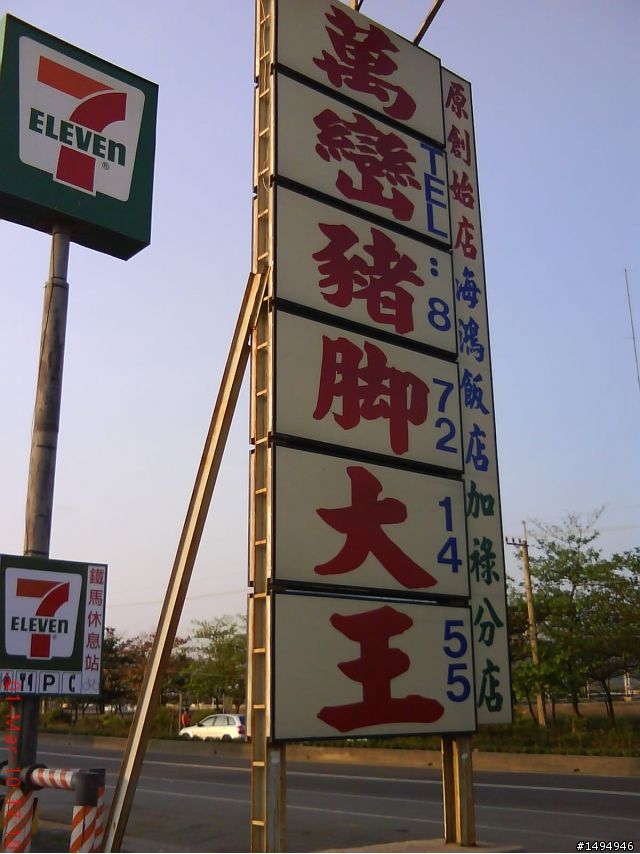 7
ELEVEN
®
萬巒豬脚大王
TEL:8721455
原創始店海鴻飯店加祿分店
7
ELEVEN
鐵馬休息站
P
#1494946